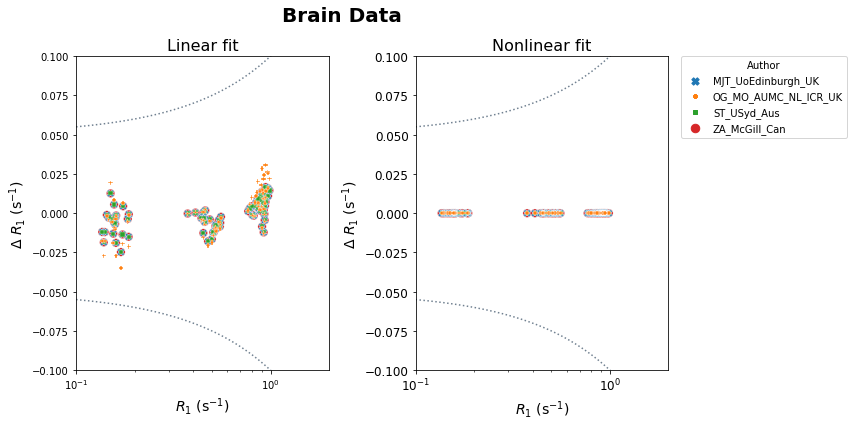 Brain Data
Linear fit
0.100
0.075
0.050
0.025
0.000
−0.025
−0.050
−0.075
−0.100
Δ R₁ (s⁻¹)
10⁻¹
10⁰
R₁ (s⁻¹)
Nonlinear fit
0.100
0.075
0.050
0.025
0.000
−0.025
−0.050
−0.075
−0.100
Δ R₁ (s⁻¹)
10⁻¹
10⁰
R₁ (s⁻¹)
Author
MJT_UoEdinburgh_UK
OG_MO_AUMC_NL_ICR_UK
ST_USyd_Aus
ZA_McGill_Can